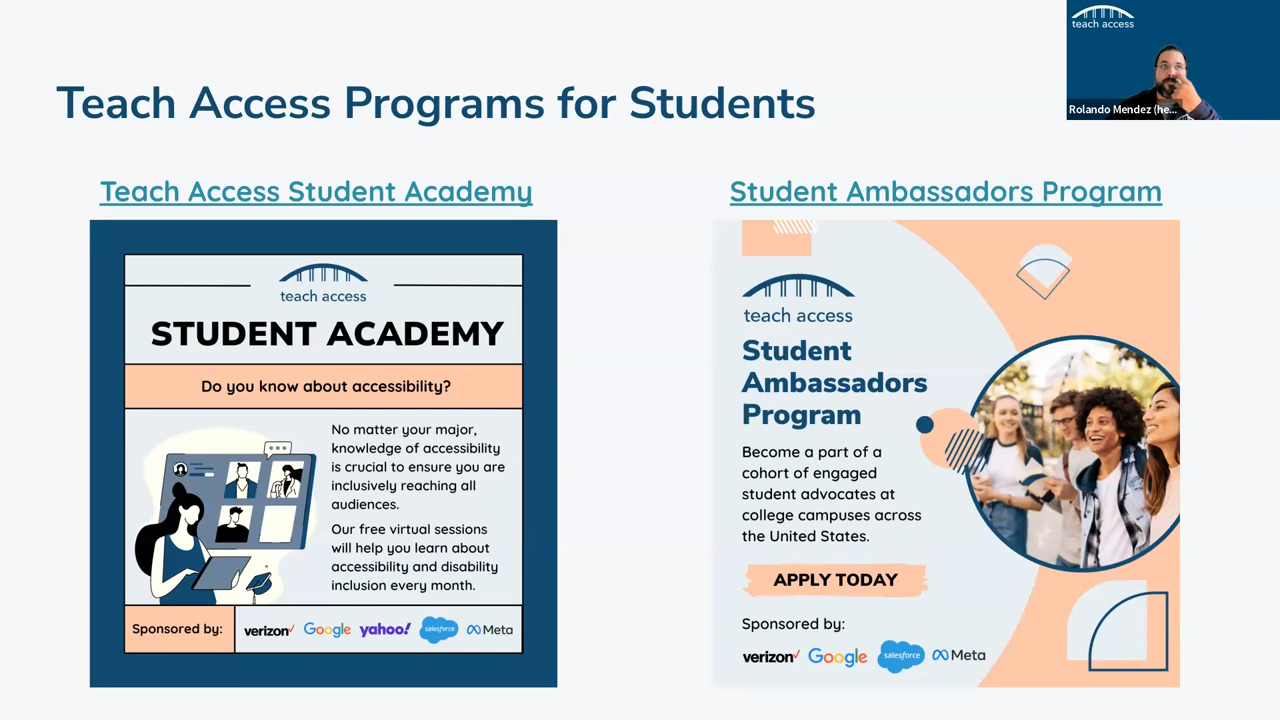 teach access
Rolando Mendez (he...
Teach Access Programs for Students
Teach Access Student Academy
teach access
STUDENT ACADEMY
Do you know about accessibility?
No matter your major,
knowledge of accessibility
is crucial to ensure you are
inclusively reaching all
audiences.
Our free virtual sessions
will help you learn about
accessibility and disability
inclusion every month.
Sponsored by:
verizon Google yahoo! salesforce Meta
Student Ambassadors Program
teach access
Student
Ambassadors
Program
Become a part of a
cohort of engaged
student advocates at
college campuses across
the United States.
APPLY TODAY
Sponsored by:
verizon Google salesforce Meta